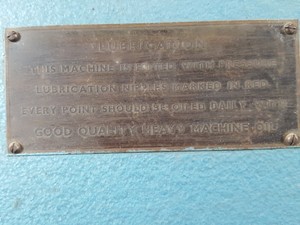 LUBRICATION
THIS MACHINE IS FITTED WITH
LUBRICATION NIPPLES MARKED IN RED
EVERY POINT SHOULD BE OILED DAILY WITH
GOOD QUALITY HEAVY MACHINE OIL